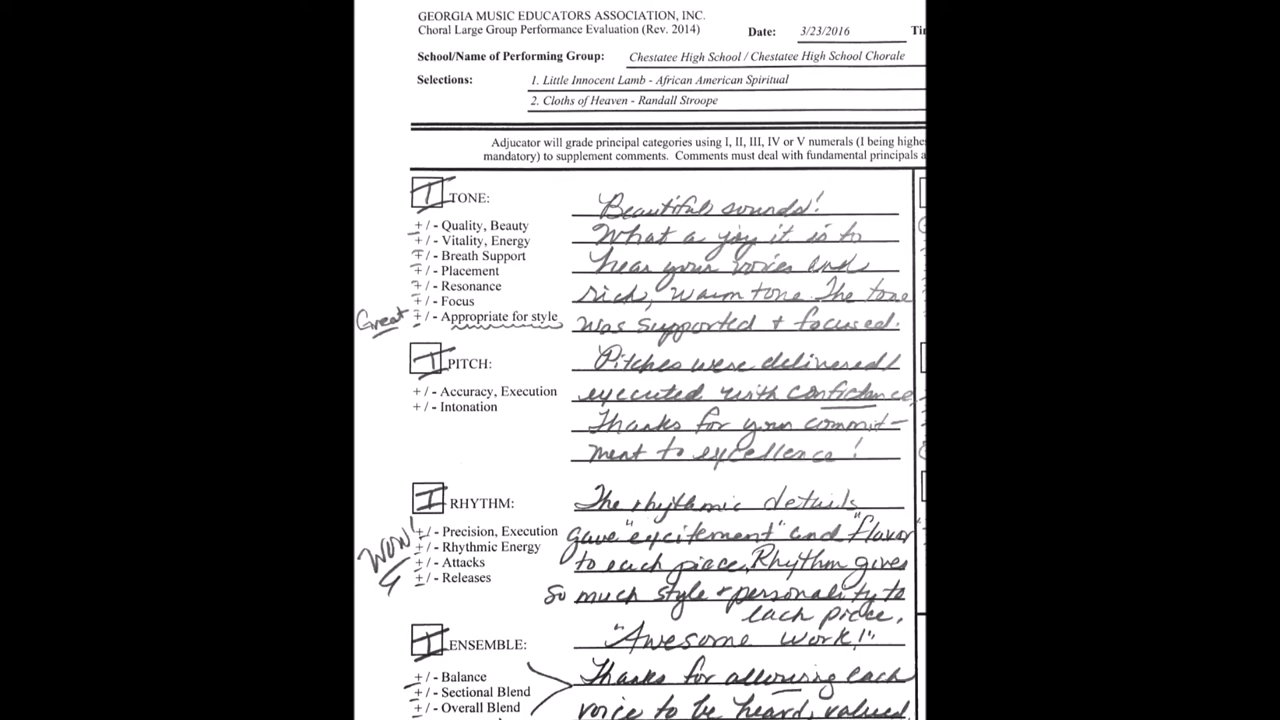 GEORGIA MUSIC EDUCATORS ASSOCIATION, INC.
Choral Large Group Performance Evaluation (Rev. 2014)
Date: 3/23/2016
School/Name of Performing Group: Chestatee High School / Chestatee High School Chorale
Selections: 1. Little Innocent Lamb - African American Spiritual
2. Cloths of Heaven - Randall Stroope
Adjucator will grade principal categories using I, II, III, IV or V numerals (I being
mandatory) to supplement comments. Comments must deal with fundamental principals
I TONE: Beautiful sounds!
+/- Quality, Beauty
+/- Vitality, Energy
+/- Breath Support
+/- Placement
+/- Resonance
+/- Focus
Great +/- Appropriate for style
What a joy it is to
hear your voices and
rich, warm tone. The tone
was supported + focused.
I PITCH: Pitches were delivered/
+/- Accuracy, Execution
+/- Intonation
executed with confidance.
Thanks for your commit-
ment to excellence!
I RHYTHM: The rhythmic details
WOW!
+/- Precision, Execution
+/- Rhythmic Energy
+/- Attacks
+/- Releases
gave "excitement" and "flavor
to each piece. Rhythm gives
so much style + personality to
each piece.
I ENSEMBLE: "Awesome work!"
+/- Balance
+/- Sectional Blend
+/- Overall Blend
Thanks for allowing each
voice to be heard, valued